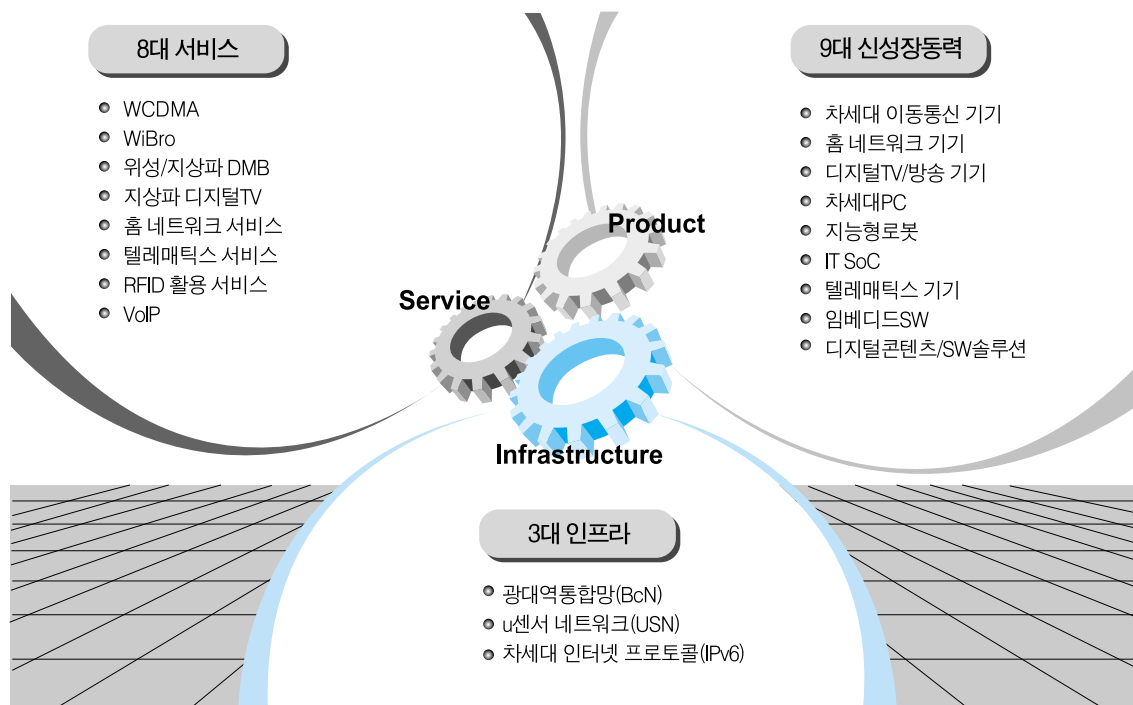 8대 서비스
WCDMA
WiBro
위성/지상파 DMB
지상파 디지털TV
홈 네트워크 서비스
텔레매틱스 서비스
RFID 활용 서비스
VoIP
9대 신성장동력
차세대 이동통신 기기
홈 네트워크 기기
디지털TV/방송 기기
차세대PC
지능형로봇
IT SoC
텔레매틱스 기기
임베디드SW
디지털콘텐츠/SW솔루션
Product
Service
Infrastructure
3대 인프라
광대역통합망(BcN)
u센서 네트워크(USN)
차세대 인터넷 프로토콜(IPv6)